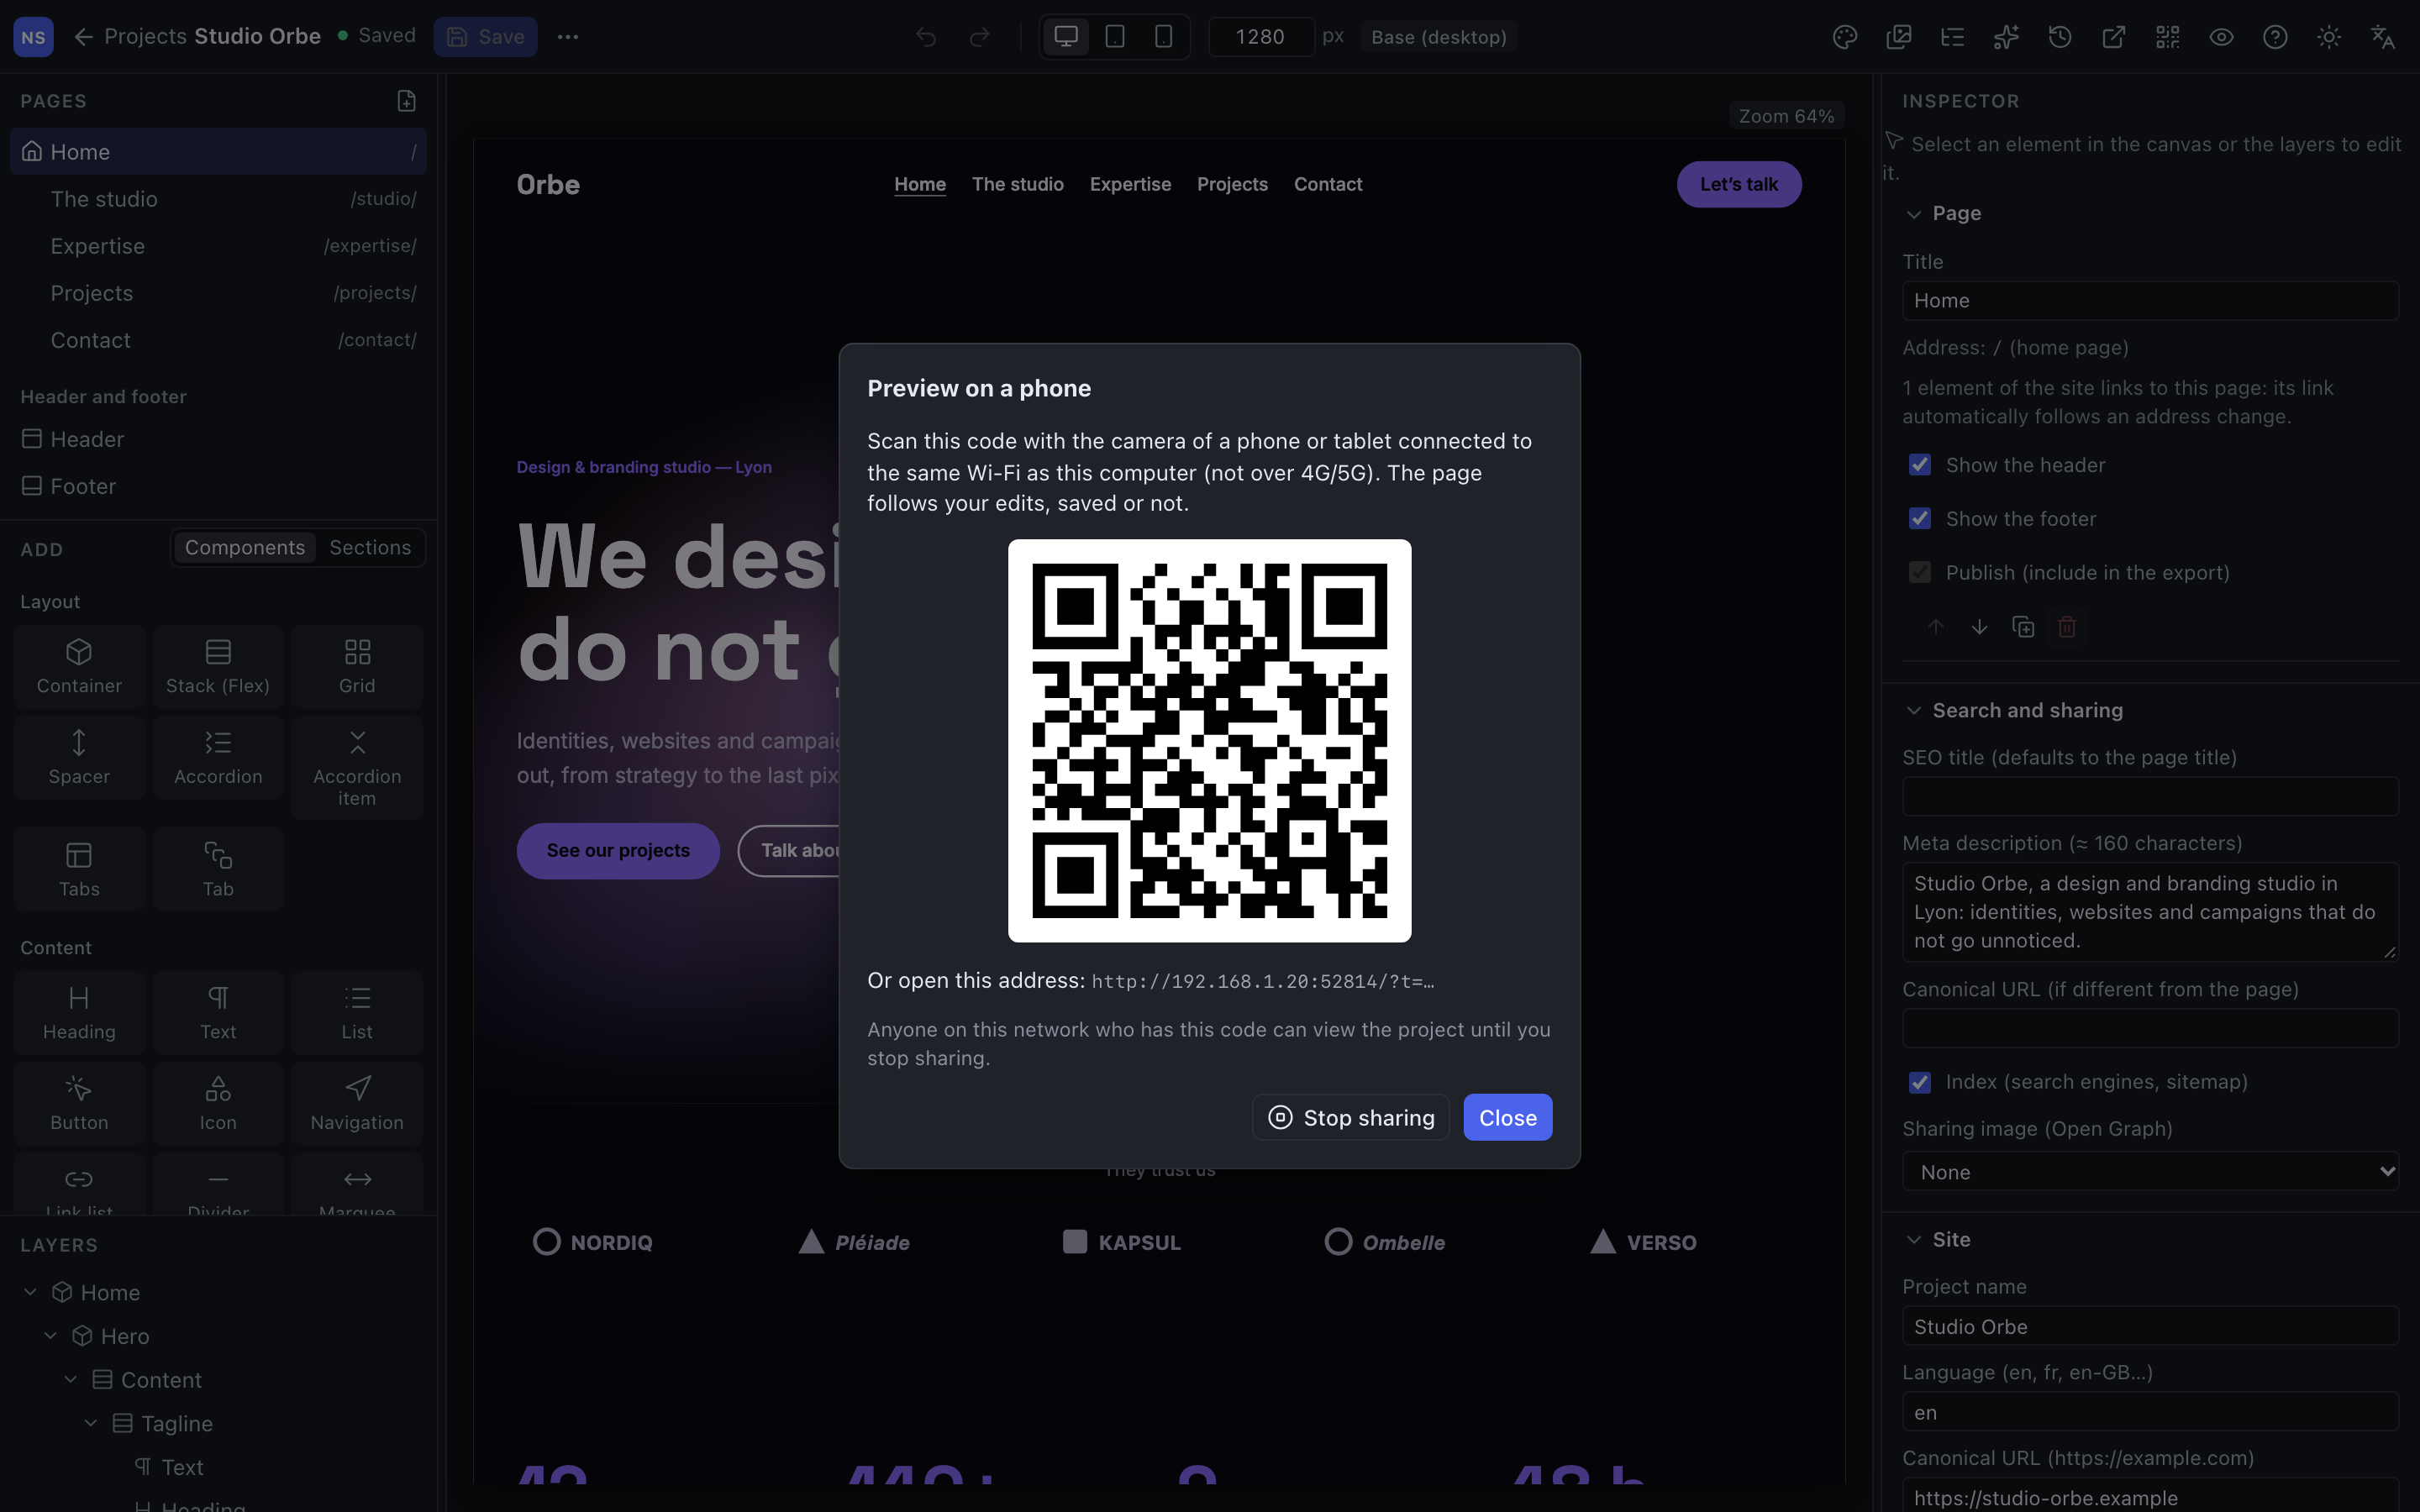 NS
Projects Studio Orbe
Saved
Save
1280 px
Base (desktop)
PAGES
Home /
The studio /studio/
Expertise /expertise/
Projects /projects/
Contact /contact/
Header and footer
Header
Footer
ADD
Components Sections
Layout
Container
Stack (Flex)
Grid
Spacer
Accordion
Accordion
item
Tabs
Tab
Content
Heading
Text
List
Button
Icon
Navigation
Link list
Divider
Marquee
LAYERS
Home
Hero
Content
Tagline
Text
Heading
Zoom 64%
Orbe
Home The studio Expertise Projects Contact
Let’s talk
Design & branding studio — Lyon
We desi
do not
Identities, websites and campaig
out, from strategy to the last pix
See our projects
Talk abou
They trust us
NORDIQ
Pléiade
KAPSUL
Ombelle
VERSO
48 h
Preview on a phone
Scan this code with the camera of a phone or tablet connected to
the same Wi-Fi as this computer (not over 4G/5G). The page
follows your edits, saved or not.
Or open this address: http://192.168.1.20:52814/?t=…
Anyone on this network who has this code can view the project until you
stop sharing.
Stop sharing
Close
INSPECTOR
Select an element in the canvas or the layers to edit
it.
Page
Title
Home
Address: / (home page)
1 element of the site links to this page: its link
automatically follows an address change.
Show the header
Show the footer
Publish (include in the export)
Search and sharing
SEO title (defaults to the page title)
Meta description (≈ 160 characters)
Studio Orbe, a design and branding studio in
Lyon: identities, websites and campaigns that do
not go unnoticed.
Canonical URL (if different from the page)
Index (search engines, sitemap)
Sharing image (Open Graph)
None
Site
Project name
Studio Orbe
Language (en, fr, en-GB…)
en
Canonical URL (https://example.com)
https://studio-orbe.example